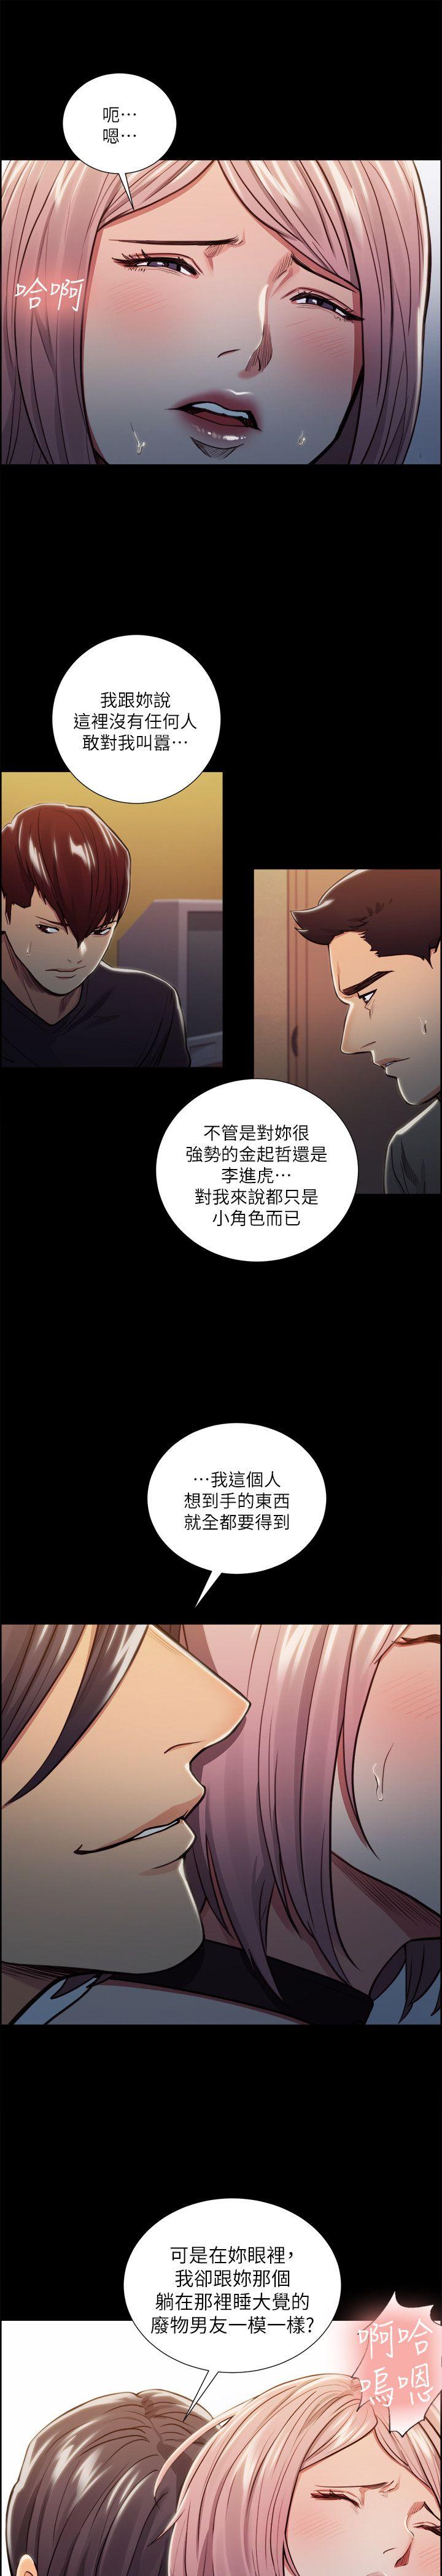 呃…
嗯…
哈啊
我跟妳說
這裡沒有任何人
敢對我叫囂…
不管是對妳很
強勢的金起哲還是
李進虎…
對我來說都只是
小角色而已
…我這個人
想到手的東西
就全都要得到
可是在妳眼裡，
我卻跟妳那個
躺在那裡睡大覺的
廢物男友一模一樣?
哈嗯
啊嗚